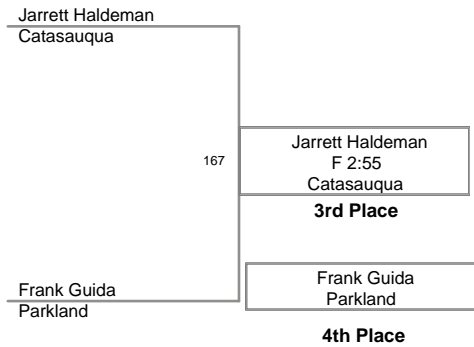 Jarrett Haldeman
Catasauqua
167
Jarrett Haldeman
F 2:55
Catasauqua
3rd Place
Frank Guida
Parkland
Frank Guida
Parkland
4th Place